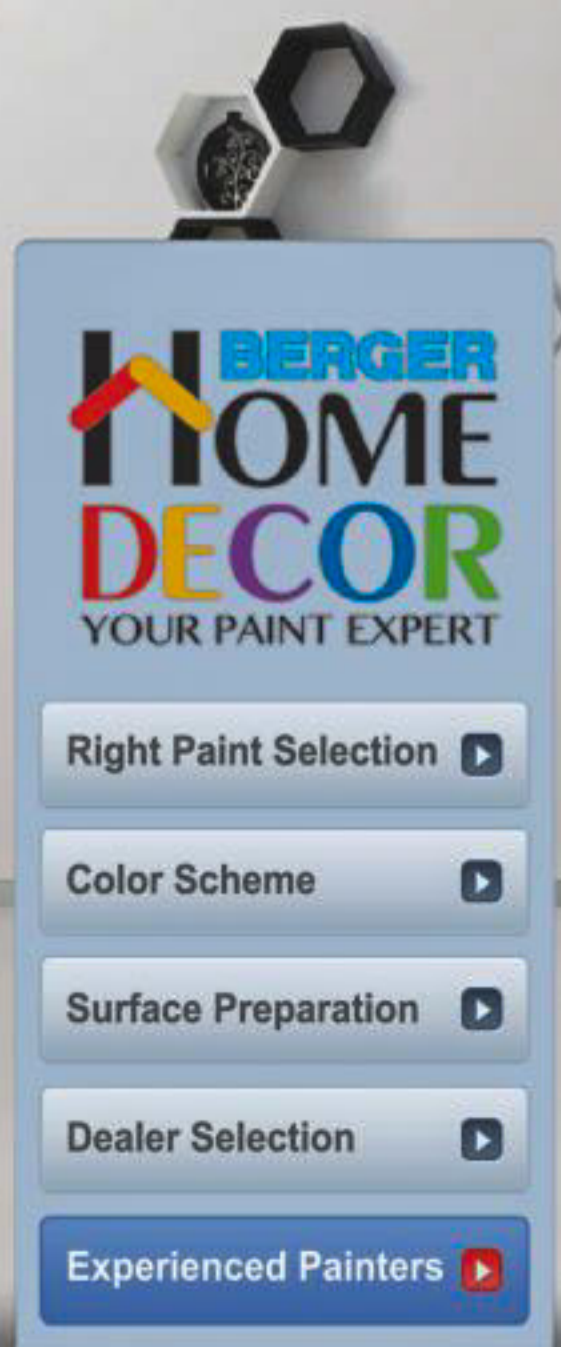 BERGER
HOME
DECOR
YOUR PAINT EXPERT
Right Paint Selection
Color Scheme
Surface Preparation
Dealer Selection
Experienced Painters